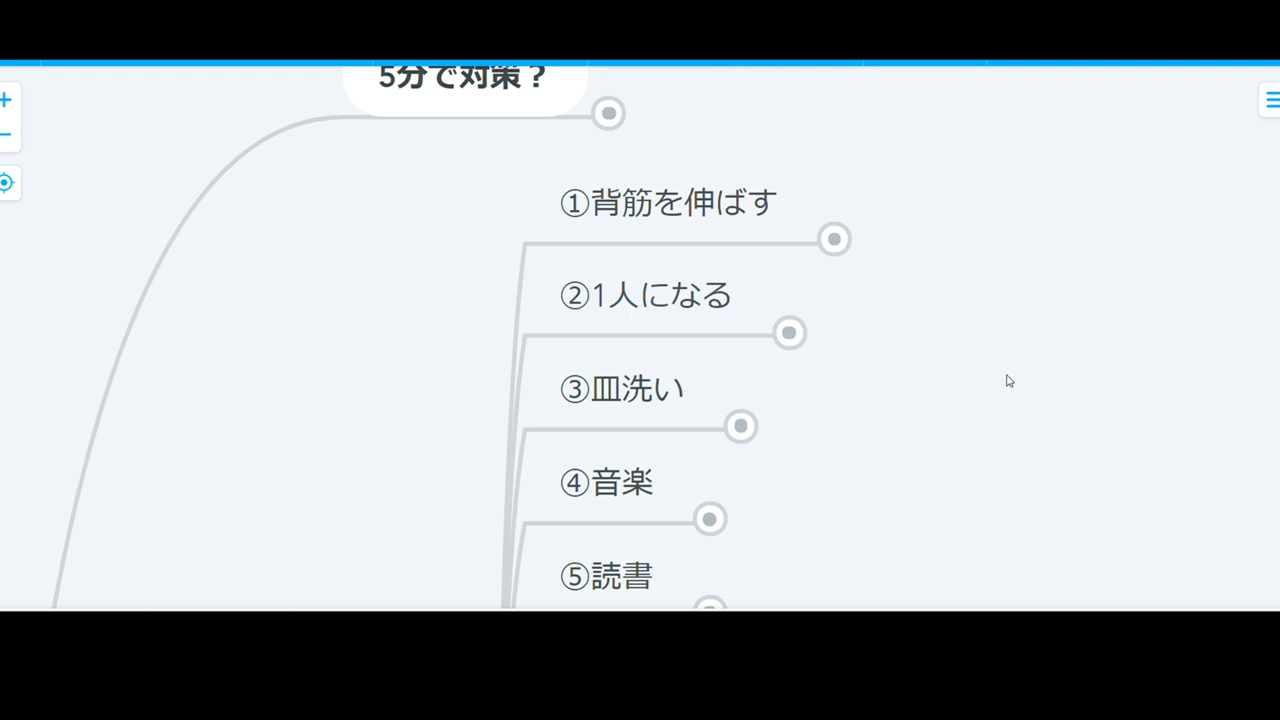 5分で対策？
①背筋を伸ばす
②1人になる
③皿洗い
④音楽
⑤読書